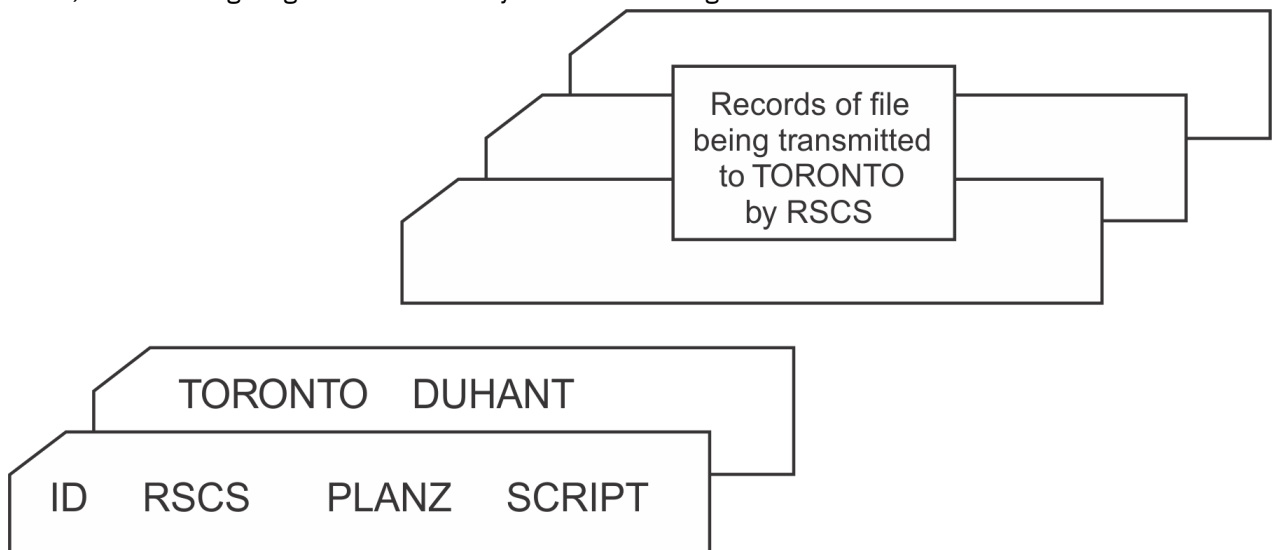 Records of file
being transmitted
to TORONTO
by RSCS
TORONTO DUHANT
ID RSCS PLANZ SCRIPT